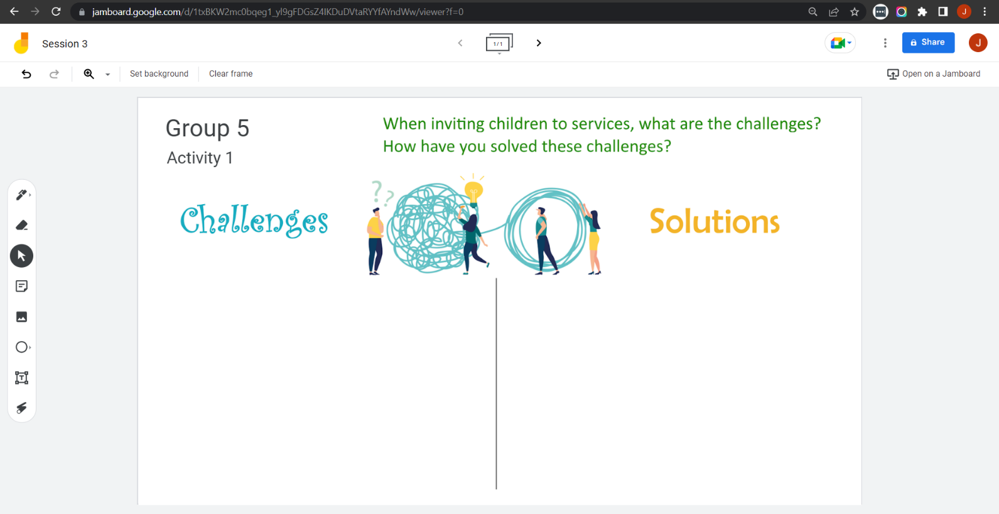 jamboard.google.com/d/1txBKW2mc0bqeg1_yl9gFDGsZ4IKDuDVtaRYYfAYndWw/viewer?f=0
J
Session 3
1 / 1
Share
J
Set background
Clear frame
Open on a Jamboard
Group 5
Activity 1
When inviting children to services, what are the challenges?
How have you solved these challenges?
? ?
Challenges
Solutions